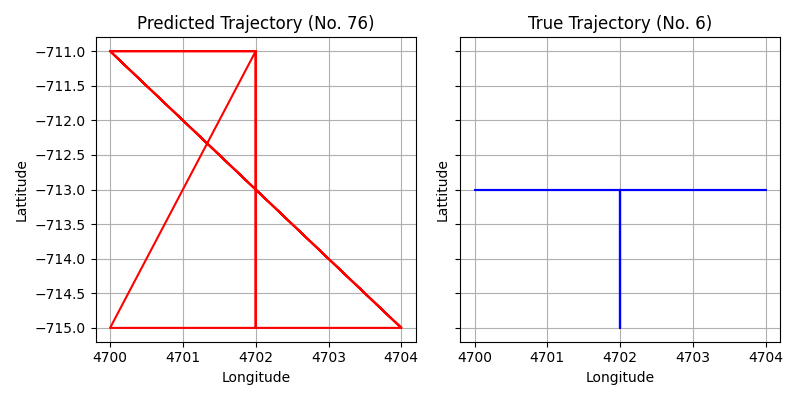 Predicted Trajectory (No. 76)
−711.0
−711.5
−712.0
−712.5
−713.0
−713.5
−714.0
−714.5
−715.0
Lattitude
4700 4701 4702 4703 4704
Longitude
True Trajectory (No. 6)
Lattitude
4700 4701 4702 4703 4704
Longitude